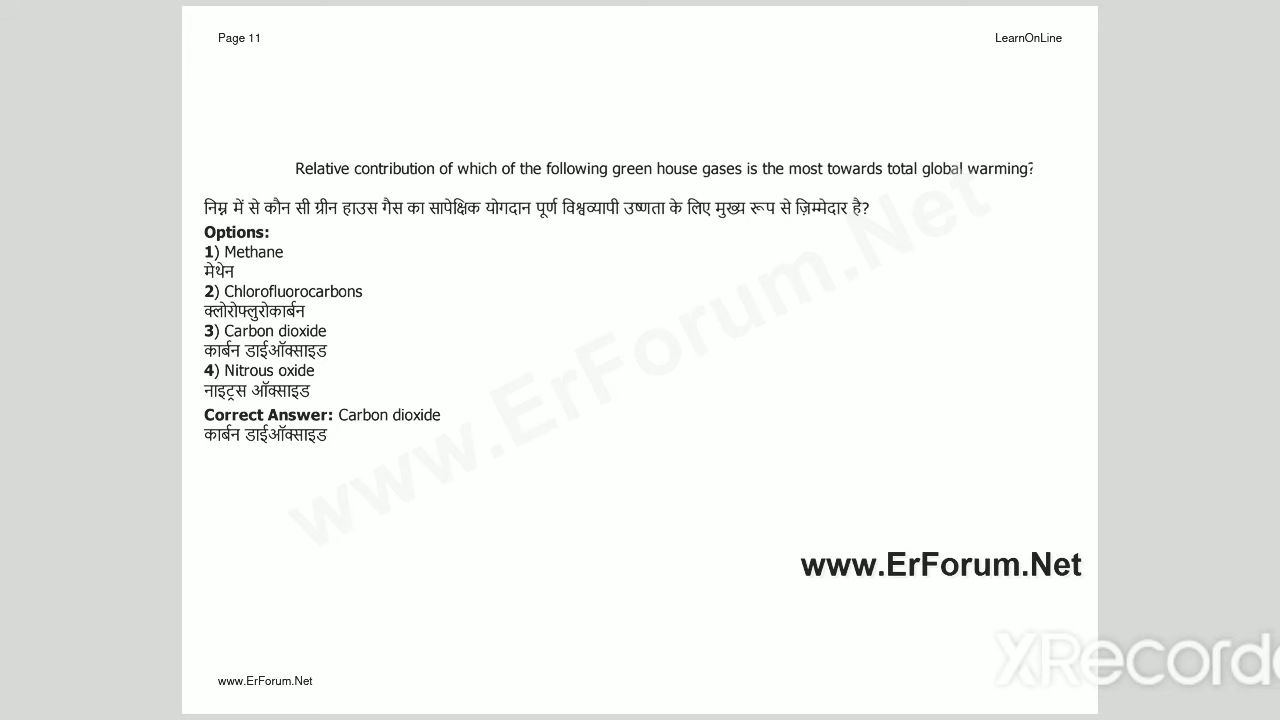 Page 11
LearnOnLine
Relative contribution of which of the following green house gases is the most towards total global warming?
निम्न में से कौन सी ग्रीन हाउस गैस का सापेक्षिक योगदान पूर्ण विश्वव्यापी उष्णता के लिए मुख्य रूप से ज़िम्मेदार है?
Options:
1) Methane
मेथेन
2) Chlorofluorocarbons
क्लोरोफ्लुरोकार्बन
3) Carbon dioxide
कार्बन डाईऑक्साइड
4) Nitrous oxide
नाइट्रस ऑक्साइड
Correct Answer: Carbon dioxide
कार्बन डाईऑक्साइड
www.ErForum.Net
www.ErForum.Net
XRecorde
www.ErForum.Net